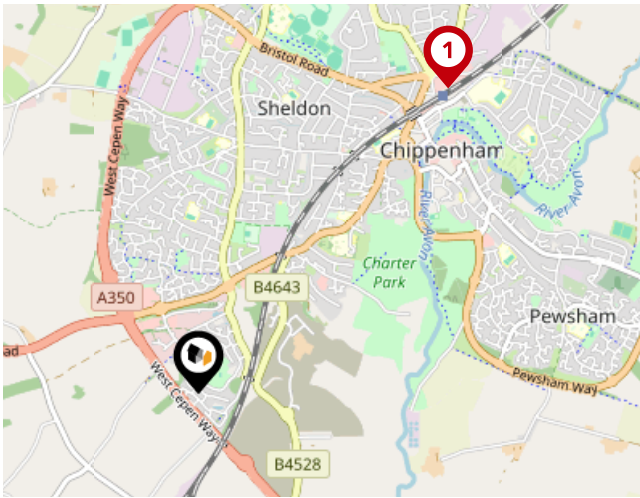 1
Bristol Road
Sheldon
West Cepen Way
Chippenham
River Avon
River Avon
Charter
Park
A350
B4643
Pewsham
ad
West Cepen Way
Pewsham Way
B4528